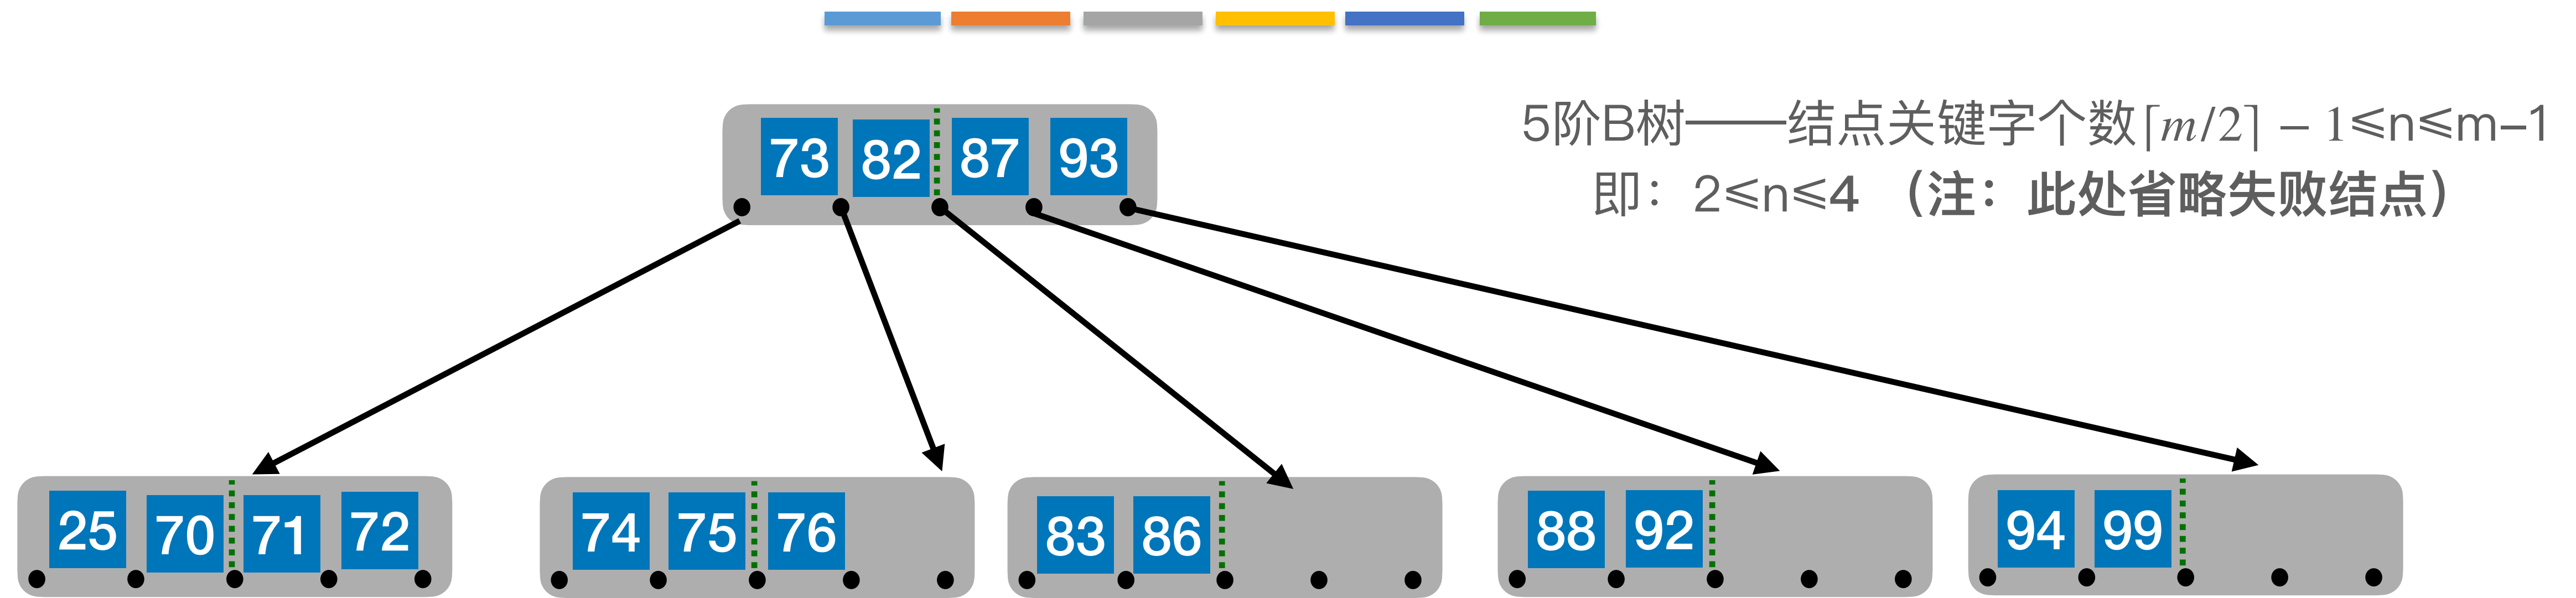 5阶B树——结点关键字个数⌈m/2⌉ − 1≤n≤m–1
即：2≤n≤4 （注：此处省略失败结点）
73 82 87 93
25 70 71 72 74 75 76 83 86 88 92 94 99